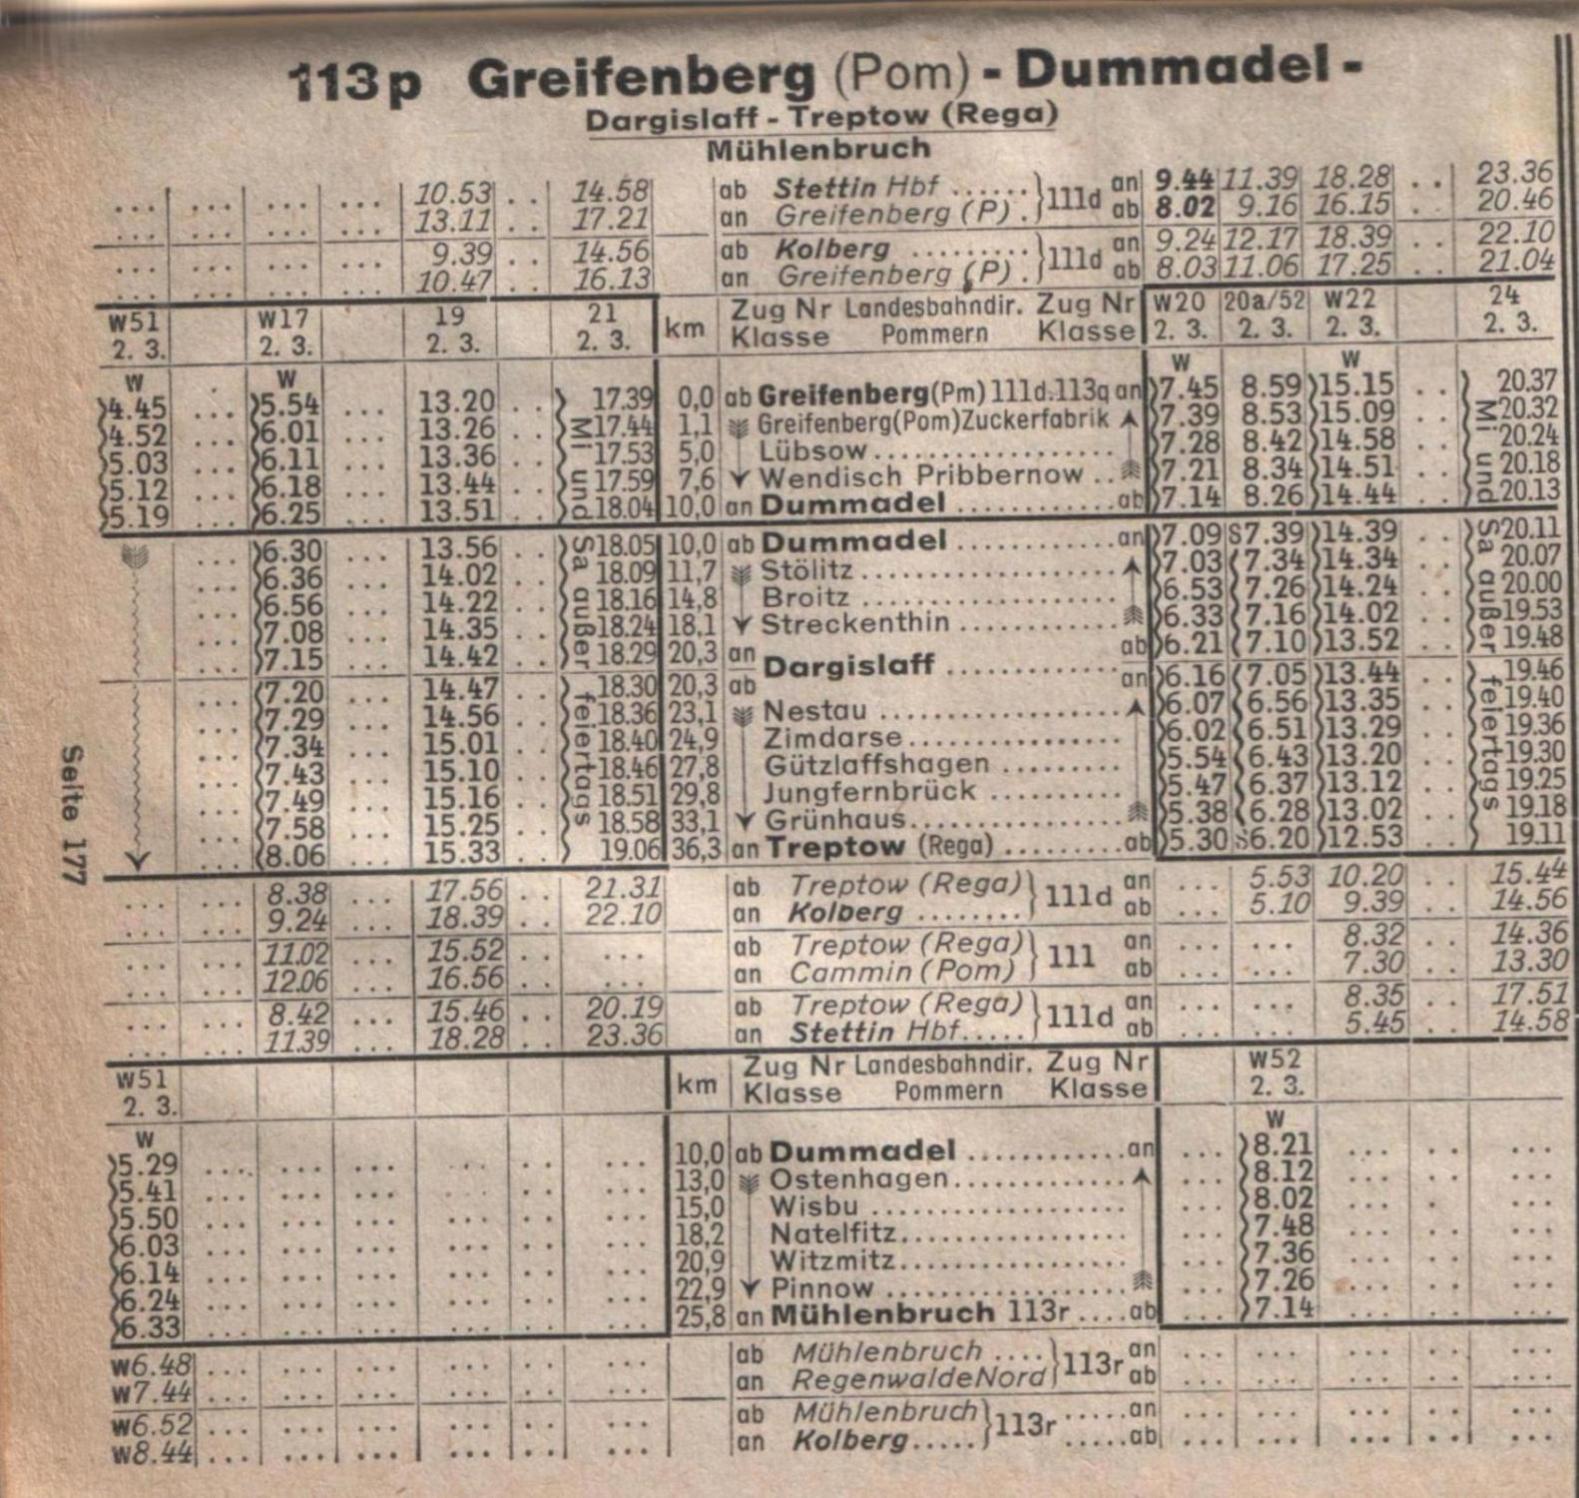 113p Greifenberg (Pom) - Dummadel -
Dargislaff - Treptow (Rega)
Mühlenbruch
... ... ... ... 10.53 .. 14.58 ab Stettin Hbf ...... } 111d an 9.44 11.39 18.28 .. 23.36
... ... ... ... 13.11 .. 17.21 an Greifenberg (P) . ab 8.02 9.16 16.15 .. 20.46
... ... ... ... 9.39 .. 14.56 ab Kolberg .......... } 111d an 9.24 12.17 18.39 .. 22.10
... ... ... ... 10.47 .. 16.13 an Greifenberg (P) . ab 8.03 11.06 17.25 .. 21.04
W51 W17 19 21 km Zug Nr Landesbahndir. Zug Nr W20 20a/52 W22 24
2. 3. 2. 3. 2. 3. 2. 3. Klasse Pommern Klasse 2. 3. 2. 3. 2. 3. 2. 3.
W W W W
4.45 ... 5.54 ... 13.20 .. 17.39 0,0 ab Greifenberg (Pm) 111d.113q an 7.45 8.59 15.15 .. 20.37
4.52 ... 6.01 ... 13.26 .. 17.44 1,1 Greifenberg (Pom) Zuckerfabrik 7.39 8.53 15.09 .. 20.32
5.03 ... 6.11 ... 13.36 .. 17.53 5,0 Lübsow.................. 7.28 8.42 14.58 .. 20.24
5.12 ... 6.18 ... 13.44 .. 17.59 7,6 Wendisch Pribbernow .. 7.21 8.34 14.51 .. 20.18
5.19 ... 6.25 ... 13.51 .. 18.04 10,0 an Dummadel ............ab 7.14 8.26 14.44 .. 20.13
... 6.30 ... 13.56 .. 18.05 10,0 ab Dummadel ............an 7.09 S7.39 14.39 .. 20.11
... 6.36 ... 14.02 .. 18.09 11,7 Stölitz................... 7.03 7.34 14.34 .. 20.07
... 6.56 ... 14.22 .. 18.16 14,8 Broitz ................... 6.53 7.26 14.24 .. 20.00
... 7.08 ... 14.35 .. 18.24 18,1 Streckenthin ............ 6.33 7.16 14.02 .. 19.53
... 7.15 ... 14.42 .. 18.29 20,3 an Dargislaff .............. ab 6.21 7.10 13.52 .. 19.48
... 7.20 ... 14.47 .. 18.30 20,3 ab an 6.16 7.05 13.44 .. 19.46
... 7.29 ... 14.56 .. 18.36 23,1 Nestau .................. 6.07 6.56 13.35 .. 19.40
... 7.34 ... 15.01 .. 18.40 24,9 Zimdarse................ 6.02 6.51 13.29 .. 19.36
... 7.43 ... 15.10 .. 18.46 27,8 Gützlaffshagen ......... 5.54 6.43 13.20 .. 19.30
... 7.49 ... 15.16 .. 18.51 29,8 Jungfernbrück .......... 5.47 6.37 13.12 .. 19.25
... 7.58 ... 15.25 .. 18.58 33,1 Grünhaus................ 5.38 6.28 13.02 .. 19.18
... 8.06 ... 15.33 .. 19.06 36,3 an Treptow (Rega) .........ab 5.30 S6.20 12.53 .. 19.11
Mi und Sa außer feiertags
Mi und Sa außer feiertags
... ... 8.38 ... 17.56 .. 21.31 ab Treptow (Rega) } 111d an ... 5.53 10.20 .. 15.44
... ... 9.24 ... 18.39 .. 22.10 an Kolberg ........ ab ... 5.10 9.39 .. 14.56
... ... 11.02 ... 15.52 .. ... ab Treptow (Rega) } 111 an ... ... 8.32 .. 14.36
... ... 12.06 ... 16.56 .. ... an Cammin (Pom) ab ... ... 7.30 .. 13.30
... ... 8.42 ... 15.46 .. 20.19 ab Treptow (Rega) } 111d an ... ... 8.35 .. 17.51
... ... 11.39 ... 18.28 .. 23.36 an Stettin Hbf..... ab ... ... 5.45 .. 14.58
W51 km Zug Nr Landesbahndir. Zug Nr W52
2. 3. Klasse Pommern Klasse 2. 3.
W W
5.29 ... ... ... ... .. ... 10,0 ab Dummadel ............an ... 8.21 ... .. ...
5.41 ... ... ... ... .. ... 13,0 Ostenhagen............. ... 8.12 ... .. ...
5.50 ... ... ... ... .. ... 15,0 Wisbu ................... ... 8.02 ... .. ...
6.03 ... ... ... ... .. ... 18,2 Natelfitz................. ... 7.48 ... .. ...
6.14 ... ... ... ... .. ... 20,9 Witzmitz................. ... 7.36 ... .. ...
6.24 ... ... ... ... .. ... 22,9 Pinnow .................. ... 7.26 ... .. ...
6.33 ... ... ... ... .. ... 25,8 an Mühlenbruch 113r ....ab ... 7.14 ... .. ...
W6.48 ... ... ... ... .. ... ab Mühlenbruch .... } 113r an ... ... ... .. ...
W7.44 ... ... ... ... .. ... an Regenwalde Nord ab ... ... ... .. ...
W6.52 ... ... ... ... .. ... ab Mühlenbruch } 113r .....an ... ... ... .. ...
W8.44 ... ... ... ... .. ... an Kolberg..... .....ab ... ... ... .. ...
Seite 177